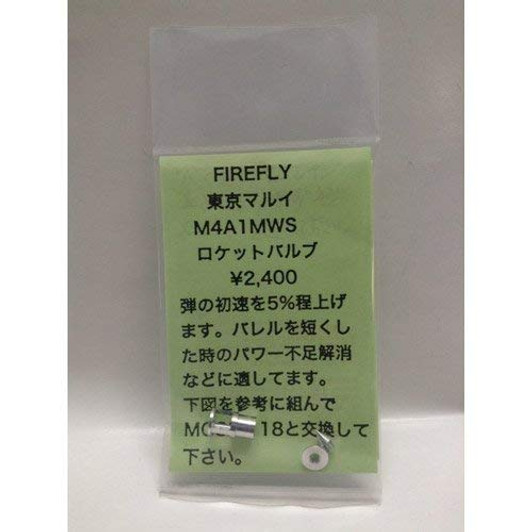 FIREFLY
東京マルイ
M4A1MWS
ロケットバルブ
¥2,400
弾の初速を5%程上げ
ます。バレルを短くし
た時のパワー不足解消
などに適してます。
下図を参考に組んで
18と交換して
下さい。